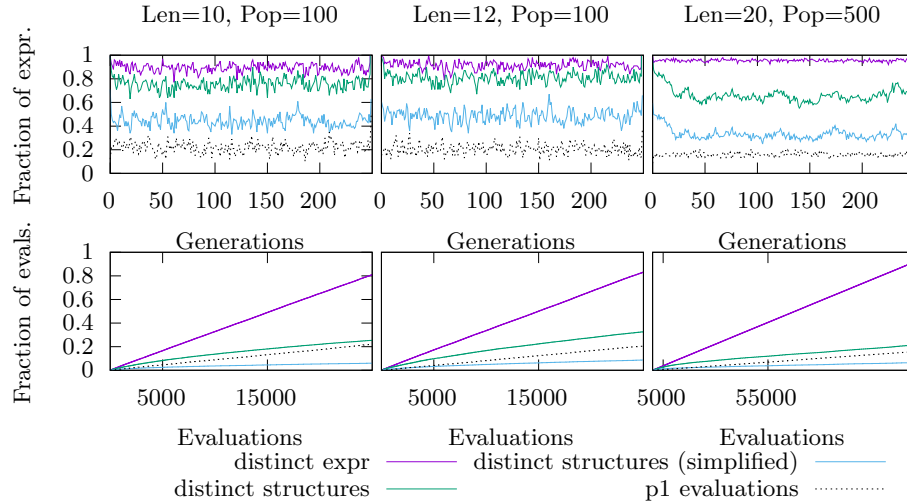 Len=10, Pop=100 Len=12, Pop=100 Len=20, Pop=500
Fraction of expr.
1
0.8
0.6
0.4
0.2
0
0 50 100 150 200 0 50 100 150 200 0 50 100 150 200
Generations Generations
Fraction of evals.
1
0.8
0.6
0.4
0.2
0
5000 15000 5000 15000 5000 55000
Evaluations Evaluations Evaluations
distinct expr distinct structures (simplified)
distinct structures p1 evaluations